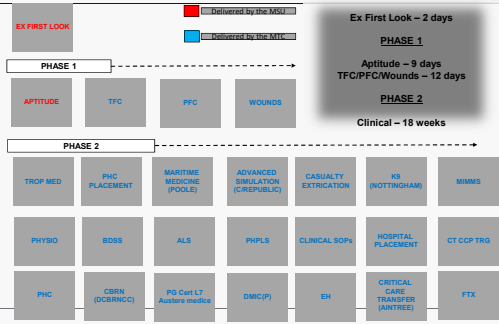 EX FIRST LOOK
Delivered by the MSU
Delivered by the MTC
Ex First Look – 2 days
PHASE 1
Aptitude – 9 days
TFC/PFC/Wounds – 12 days
PHASE 2
Clinical – 18 weeks
PHASE 1
APTITUDE
TFC
PFC
WOUNDS
PHASE 2
TROP MED
PHC
PLACEMENT
MARITIME
MEDICINE
(POOLE)
ADVANCED
SIMULATION
(C/REPUBLIC)
CASUALTY
EXTRICATION
K9
(NOTTINGHAM)
MIMMS
PHYSIO
BDSS
ALS
PHPLS
CLINICAL SOPs
HOSPITAL
PLACEMENT
CT CCP TRG
PHC
CBRN
(DCBRNCC)
PG Cert L7
Austere medice
DMIC(P)
EH
CRITICAL
CARE
TRANSFER
(AINTREE)
FTX